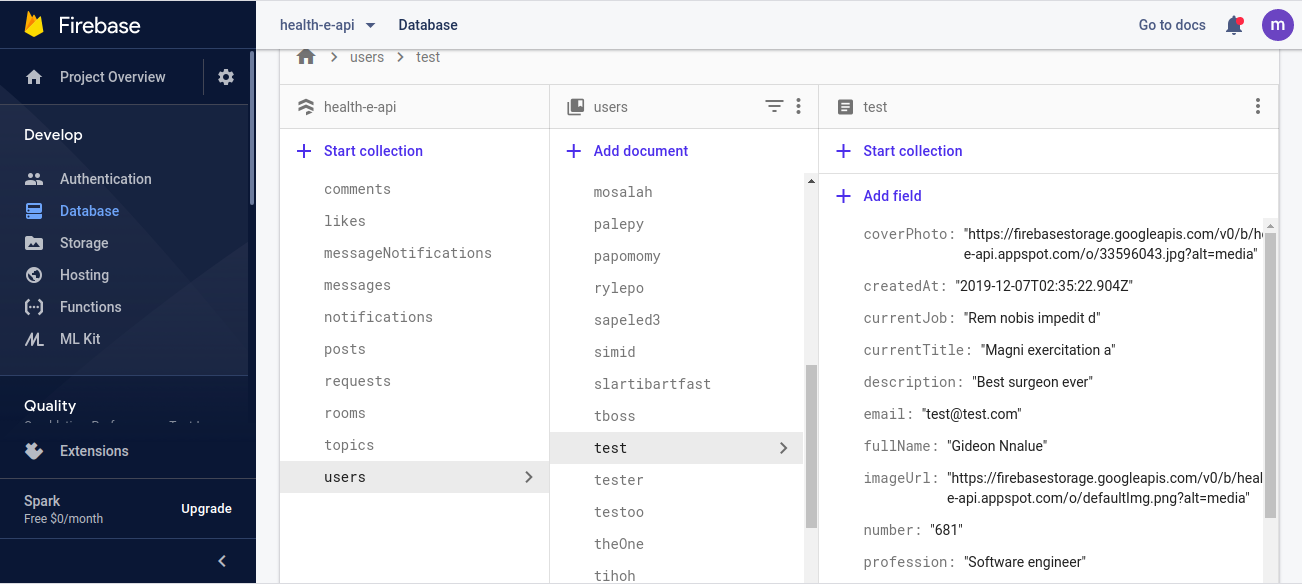 Firebase
health-e-api
Database
Go to docs
m
Project Overview
users
test
health-e-api
users
test
Develop
Start collection
Add document
Start collection
Authentication
Database
Storage
Hosting
Functions
ML Kit
Quality
Extensions
Spark
Free $0/month
Upgrade
comments
likes
messageNotifications
messages
notifications
posts
requests
rooms
topics
users
mosalah
palepy
papomomy
rylepo
sapeled3
simid
slartibartfast
tboss
test
tester
testoo
theOne
tihoh
Add field
coverPhoto: "https://firebasestorage.googleapis.com/v0/b/he
e-api.appspot.com/o/33596043.jpg?alt=media"
createdAt: "2019-12-07T02:35:22.904Z"
currentJob: "Rem nobis impedit d"
currentTitle: "Magni exercitation a"
description: "Best surgeon ever"
email: "test@test.com"
fullName: "Gideon Nnalue"
imageUrl: "https://firebasestorage.googleapis.com/v0/b/heal
e-api.appspot.com/o/defaultImg.png?alt=media"
number: "681"
profession: "Software engineer"